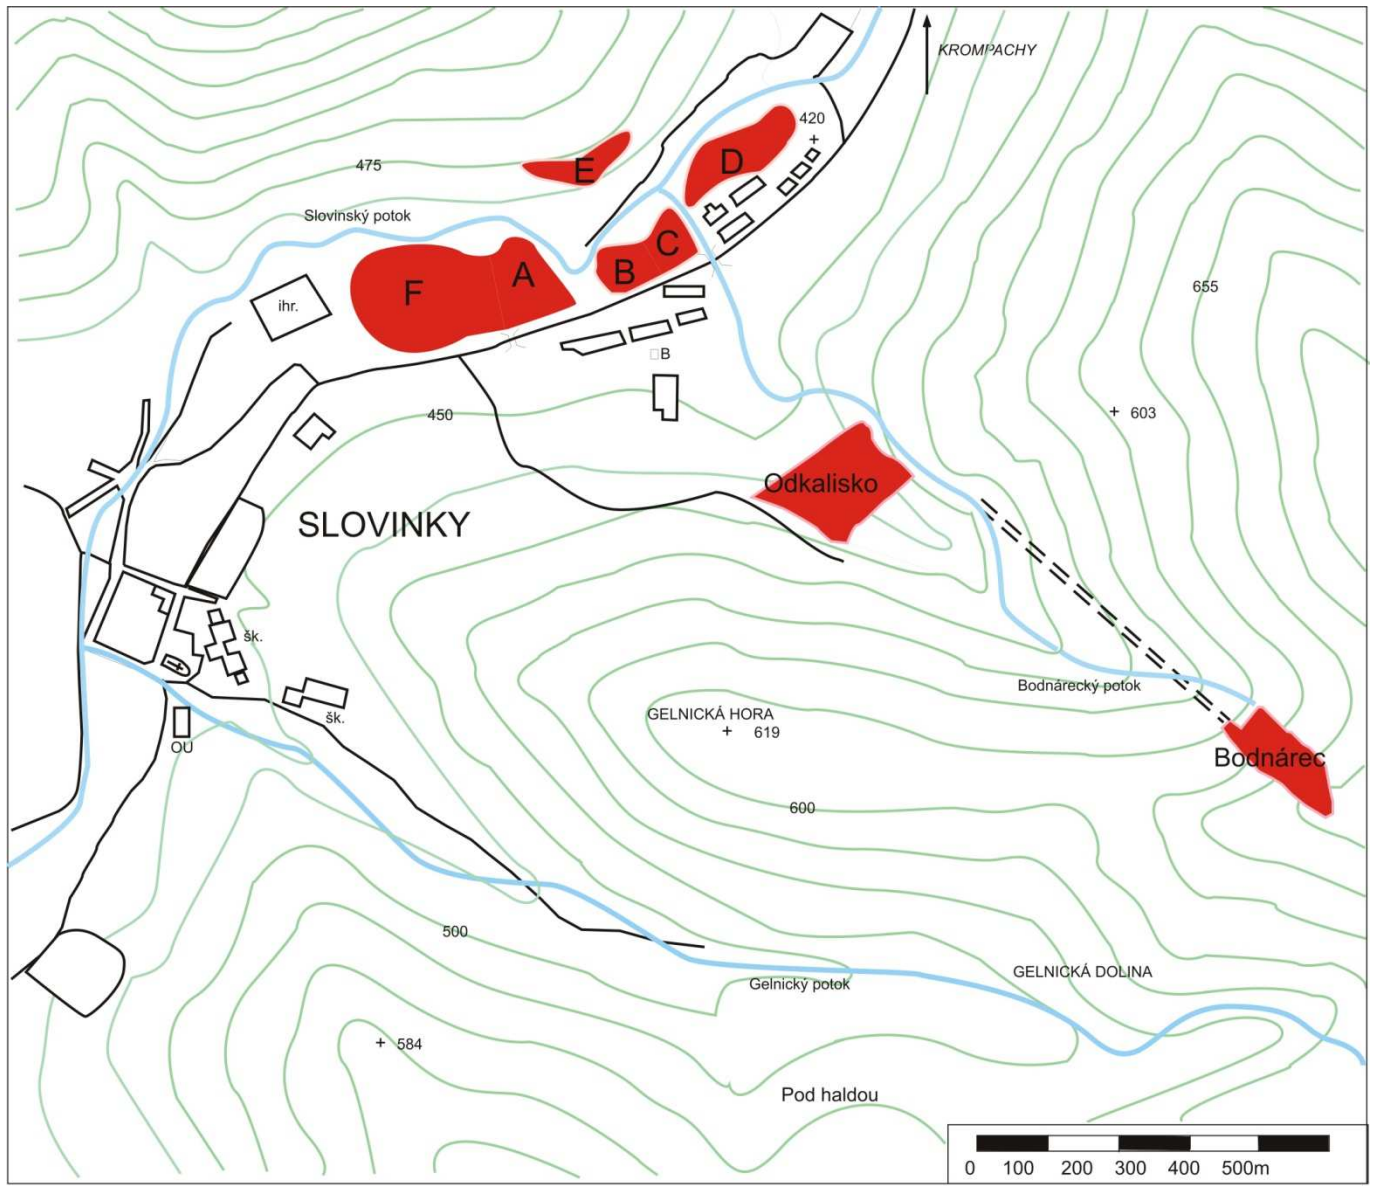 KROMPACHY
420
+
D
E
475
Slovinský potok
C
B
A
F
ihr.
655
B
450
+ 603
Odkalisko
SLOVINKY
šk.
Bodnárecký potok
šk.
GELNICKÁ HORA
+ 619
OU
Bodnárec
600
500
GELNICKÁ DOLINA
Gelnický potok
+ 584
Pod haldou
0 100 200 300 400 500m